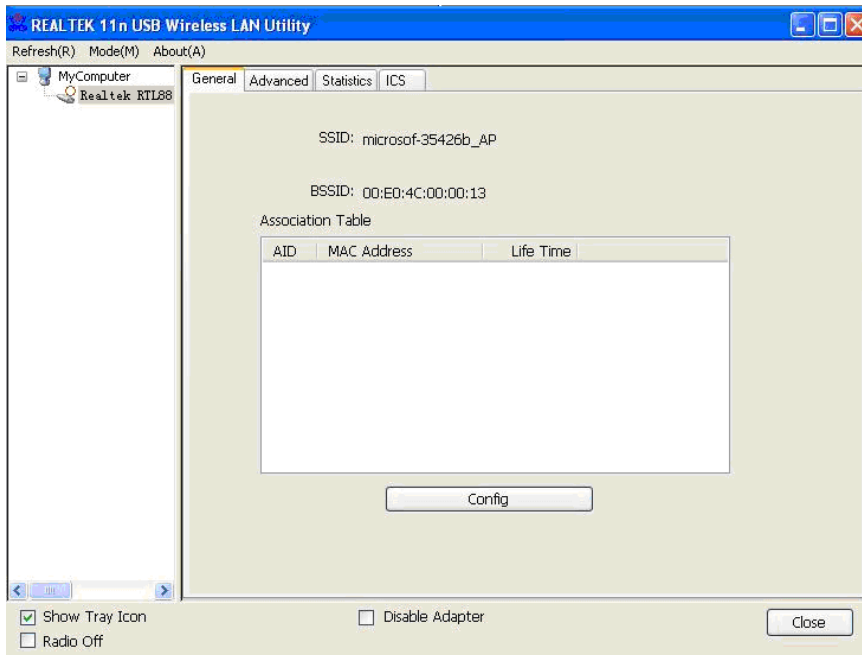 REALTEK 11n USB Wireless LAN Utility
Refresh(R) Mode(M) About(A)
MyComputer
Realtek RTL88
General Advanced Statistics ICS
SSID: microsof-35426b_AP
BSSID: 00:E0:4C:00:00:13
Association Table
AID MAC Address Life Time
Config
Show Tray Icon
Disable Adapter
Close
Radio Off